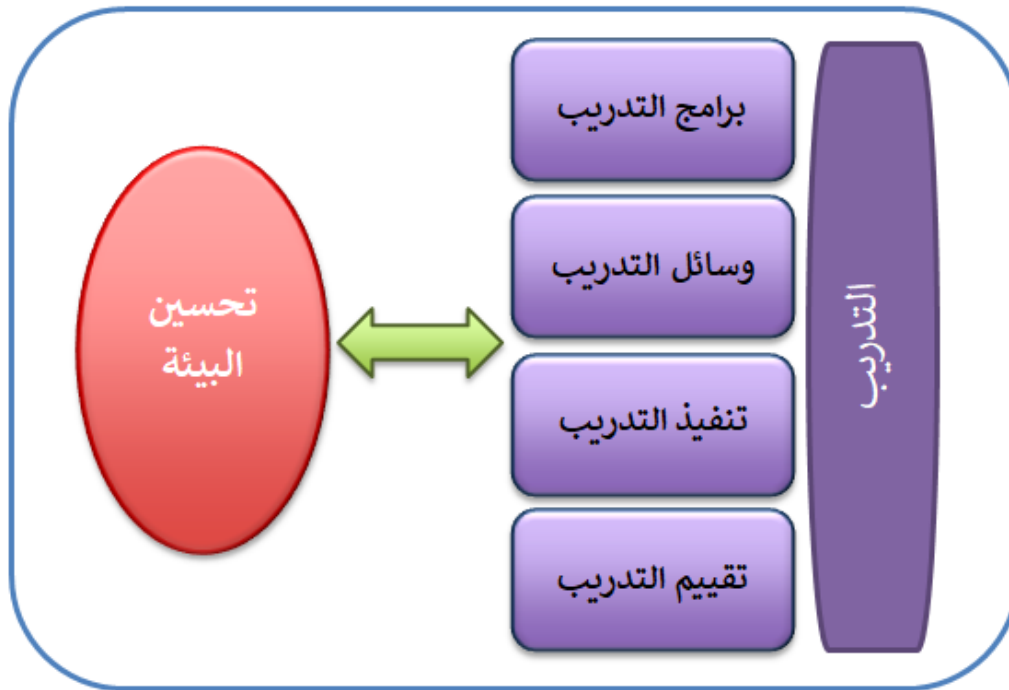 التدريب
برامج التدريب
وسائل التدريب
تنفيذ التدريب
تقييم التدريب
تحسين
البيئة